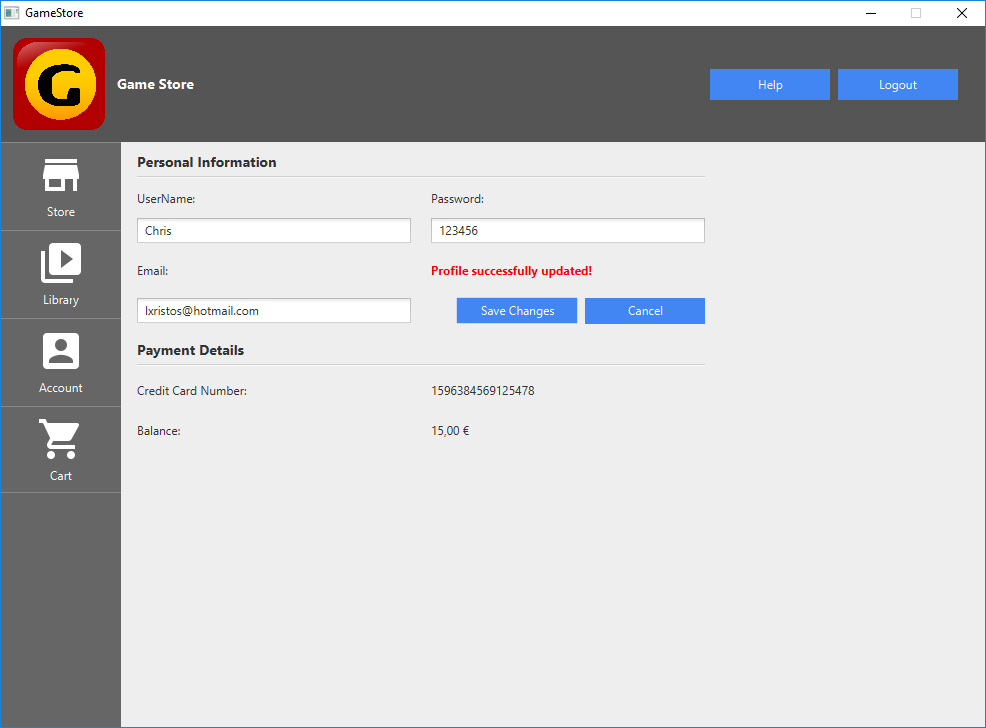 GameStore
G
Game Store
Help
Logout
Store
Library
Account
Cart
Personal Information
UserName:
Password:
Chris
123456
Email:
Profile successfully updated!
lxristos@hotmail.com
Save Changes
Cancel
Payment Details
Credit Card Number:
1596384569125478
Balance:
15,00 €